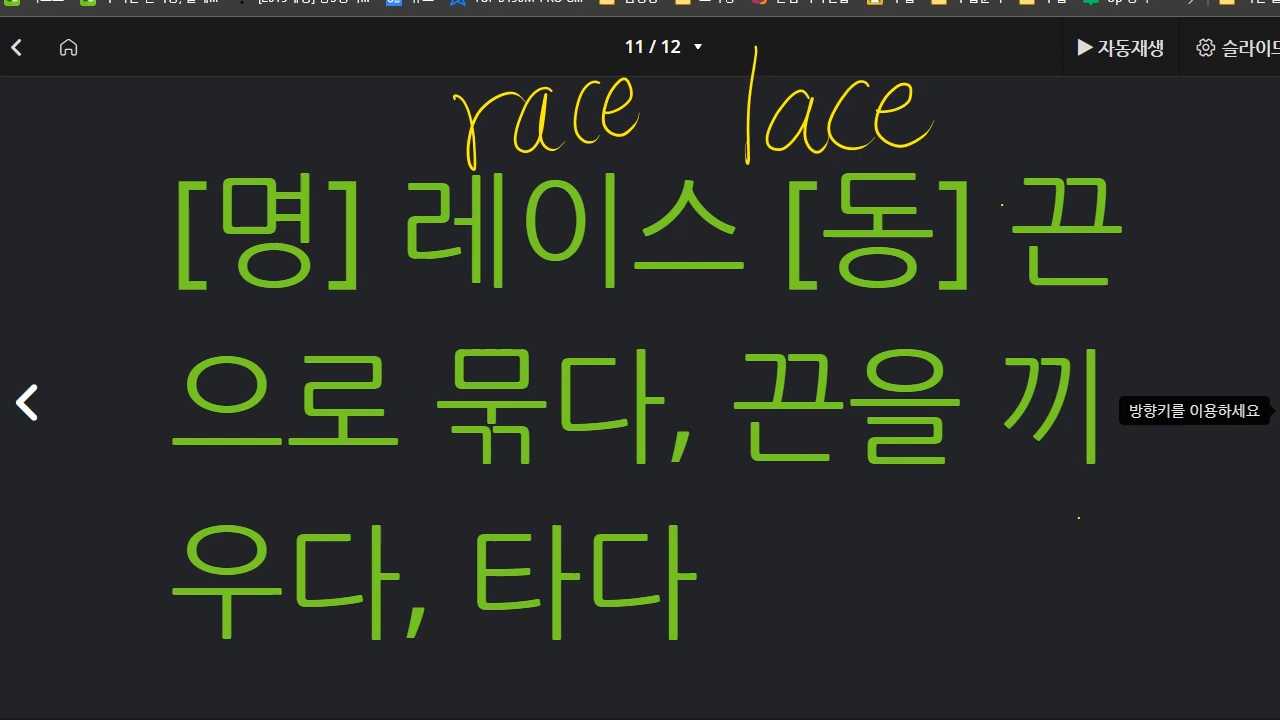 11 / 12
자동재생
race lace
[명] 레이스 [동] 끈
으로 묶다, 끈을 끼
방향키를 이용하세요
우다, 타다